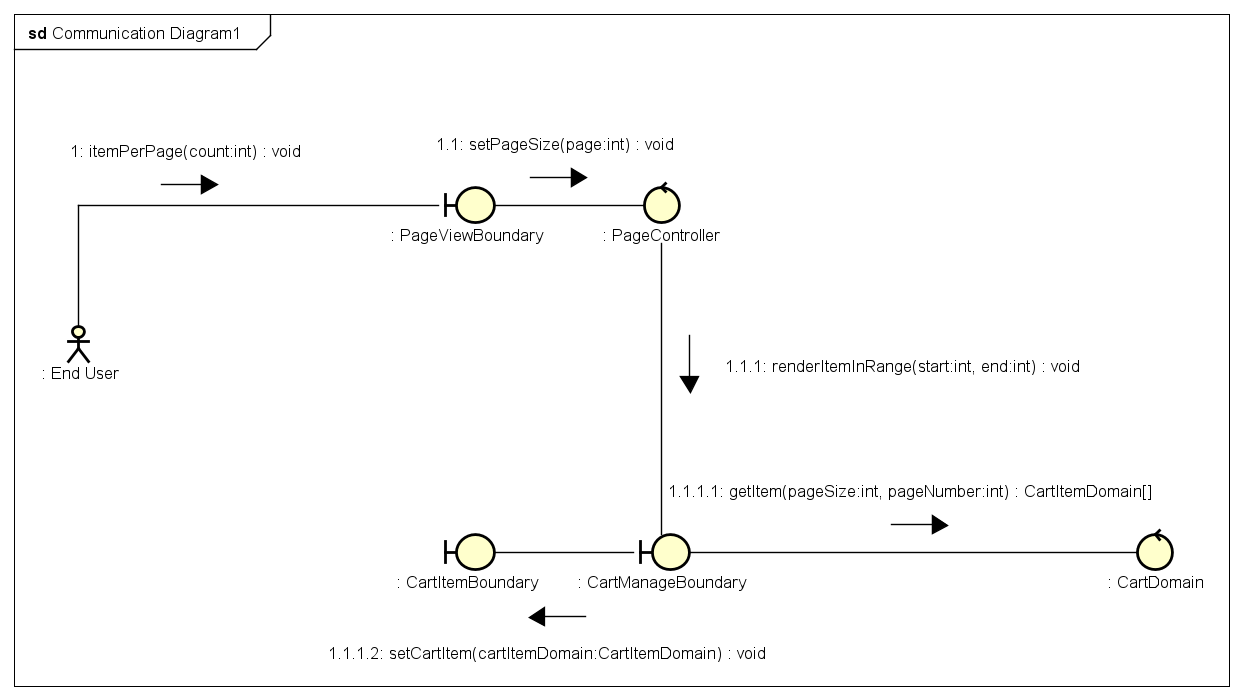 sd Communication Diagram1
1.1: setPageSize(page:int) : void
1: itemPerPage(count:int) : void
: PageViewBoundary
: PageController
1.1.1: renderItemInRange(start:int, end:int) : void
: End User
1.1.1.1: getItem(pageSize:int, pageNumber:int) : CartItemDomain[]
: CartItemBoundary
: CartManageBoundary
: CartDomain
1.1.1.2: setCartItem(cartItemDomain:CartItemDomain) : void